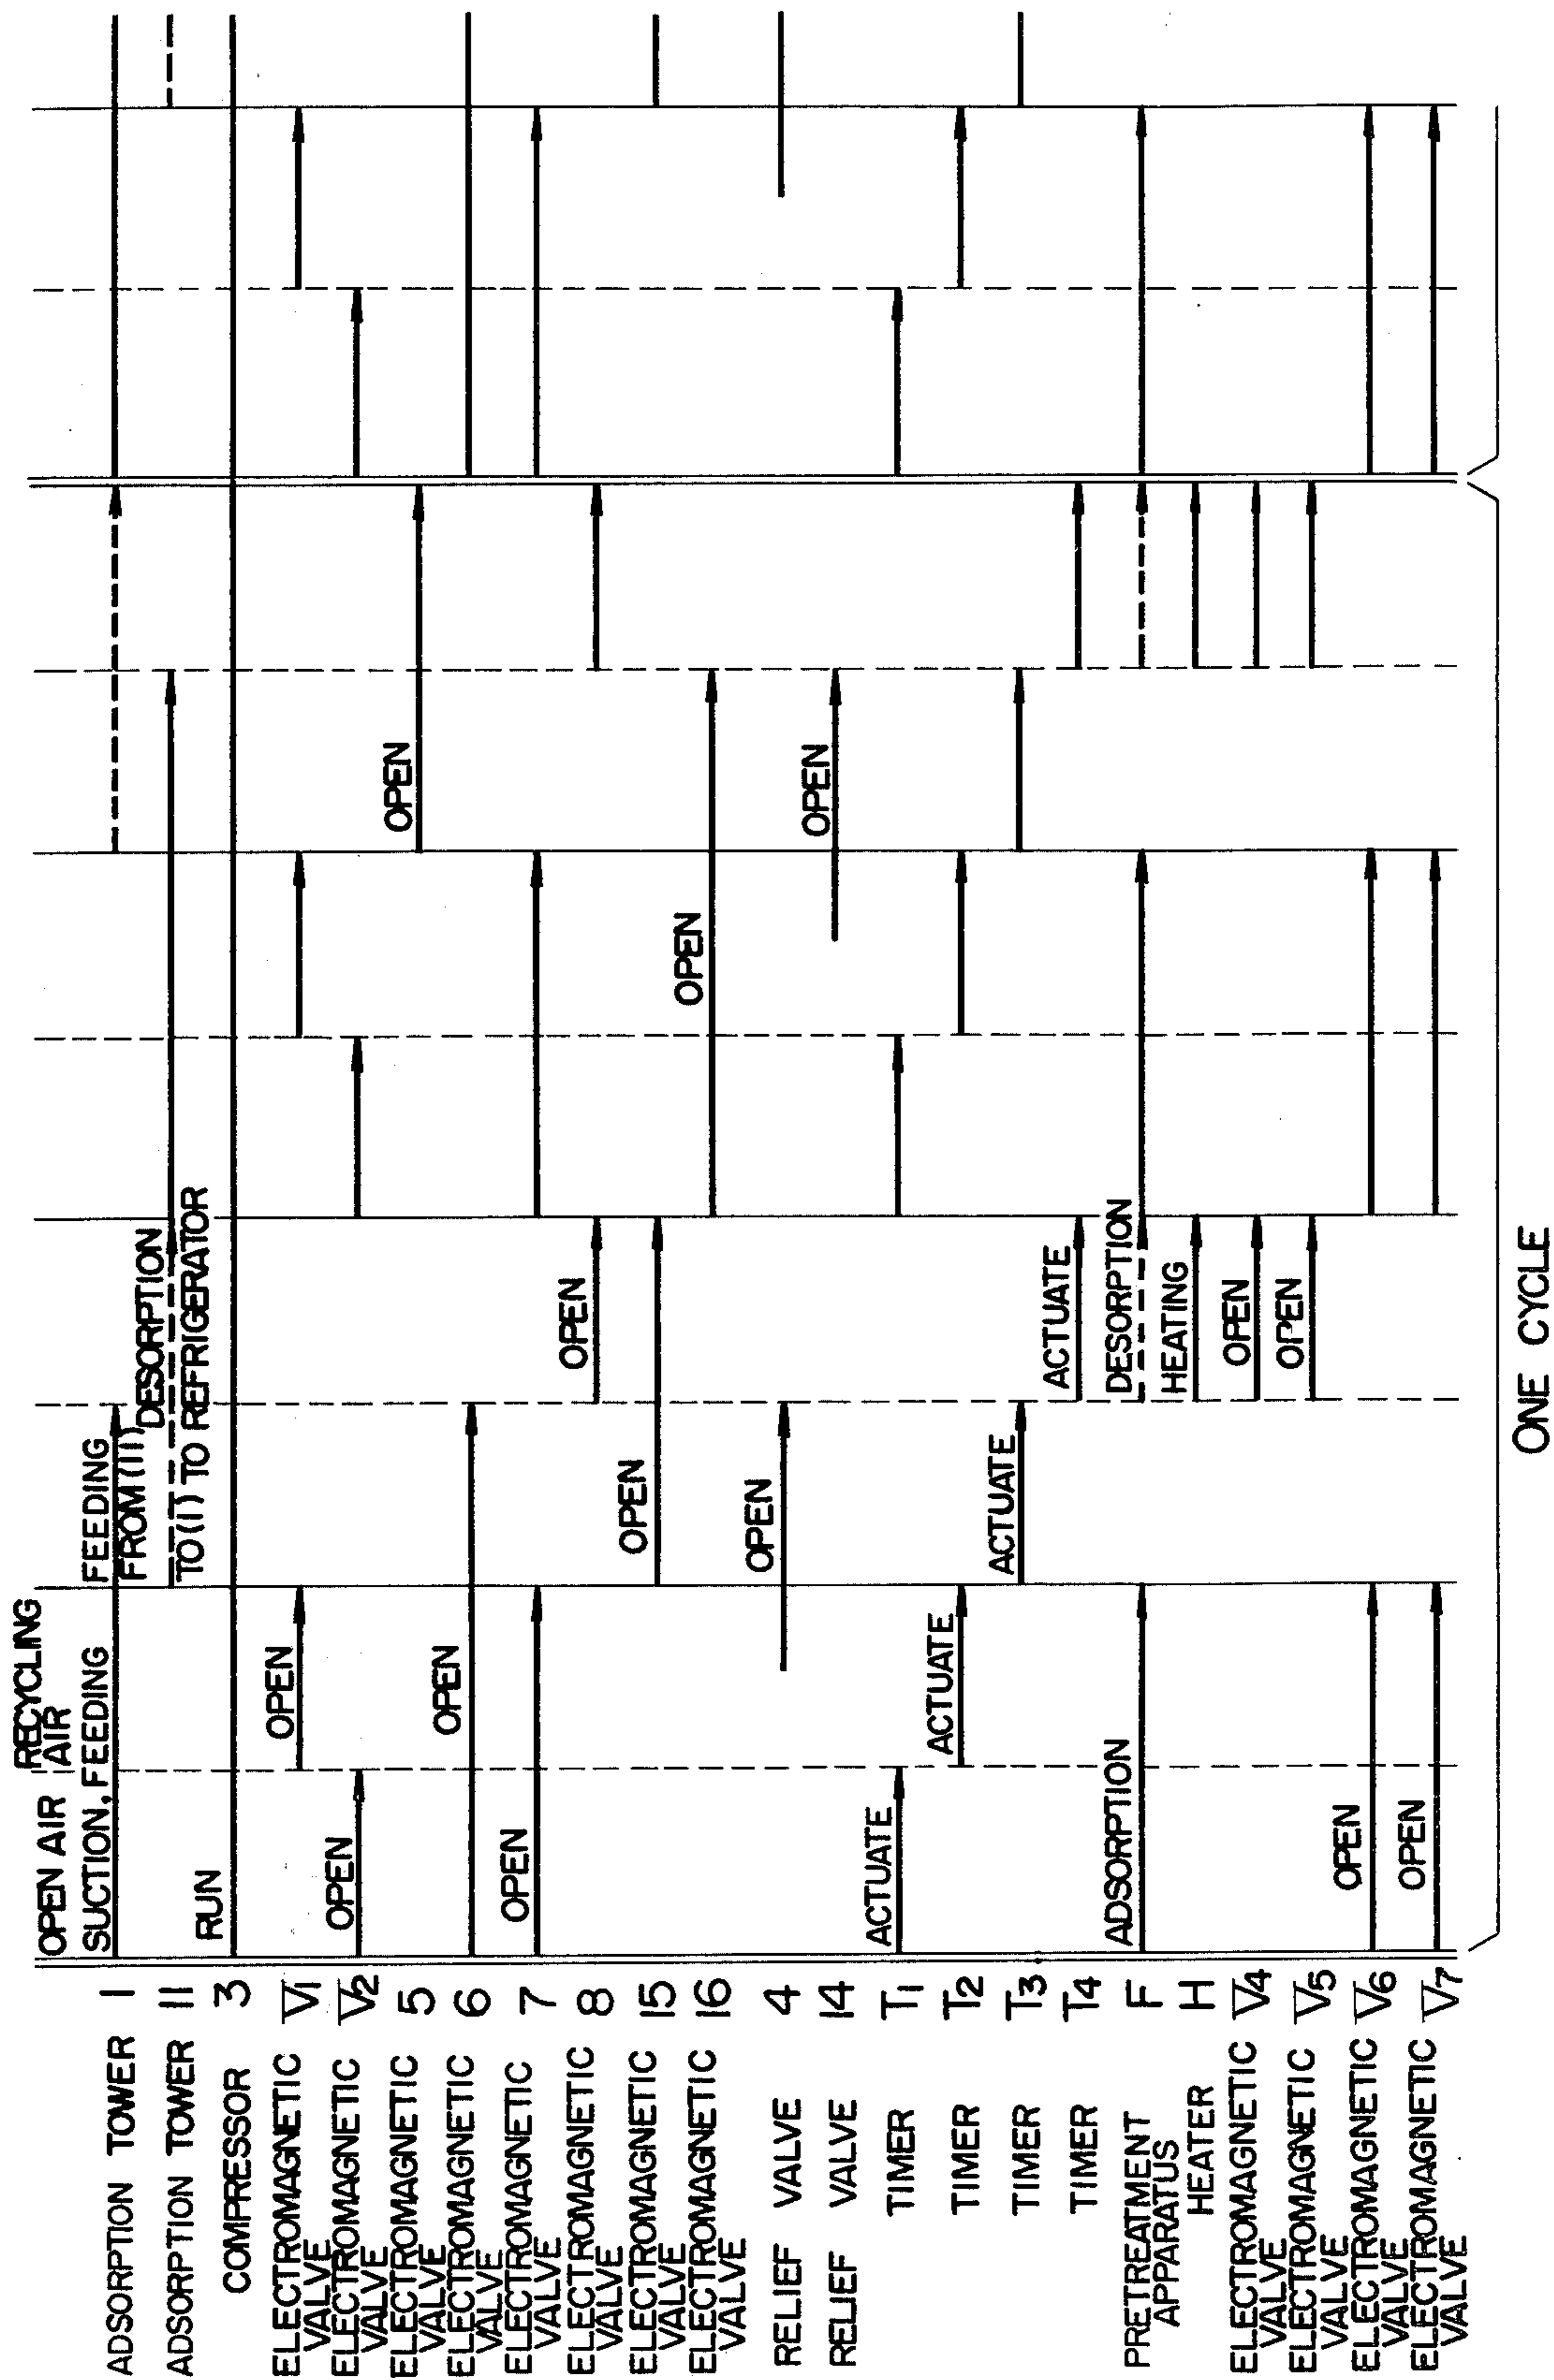 ADSORPTION TOWER 1
ADSORPTION TOWER 11
COMPRESSOR 3
ELECTROMAGNETIC VALVE V1
ELECTROMAGNETIC VALVE V2
ELECTROMAGNETIC VALVE 5
ELECTROMAGNETIC VALVE 6
ELECTROMAGNETIC VALVE 7
ELECTROMAGNETIC VALVE 8
ELECTROMAGNETIC VALVE 15
ELECTROMAGNETIC VALVE 16
RELIEF VALVE 4
RELIEF VALVE 14
TIMER T1
TIMER T2
TIMER T3
TIMER T4
PRETREATMENT APPARATUS F
HEATER H
ELECTROMAGNETIC VALVE V4
ELECTROMAGNETIC VALVE V5
ELECTROMAGNETIC VALVE V6
ELECTROMAGNETIC VALVE V7
OPEN AIR
RECYCLING AIR
SUCTION, FEEDING
FEEDING
FROM (11)
DESORPTION
TO (1) TO REFRIGERATOR
RUN
OPEN
OPEN
OPEN
OPEN
OPEN
OPEN
OPEN
OPEN
OPEN
OPEN
ACTUATE
ACTUATE
ACTUATE
ACTUATE
ADSORPTION
DESORPTION
HEATING
OPEN
OPEN
OPEN
OPEN
ONE CYCLE